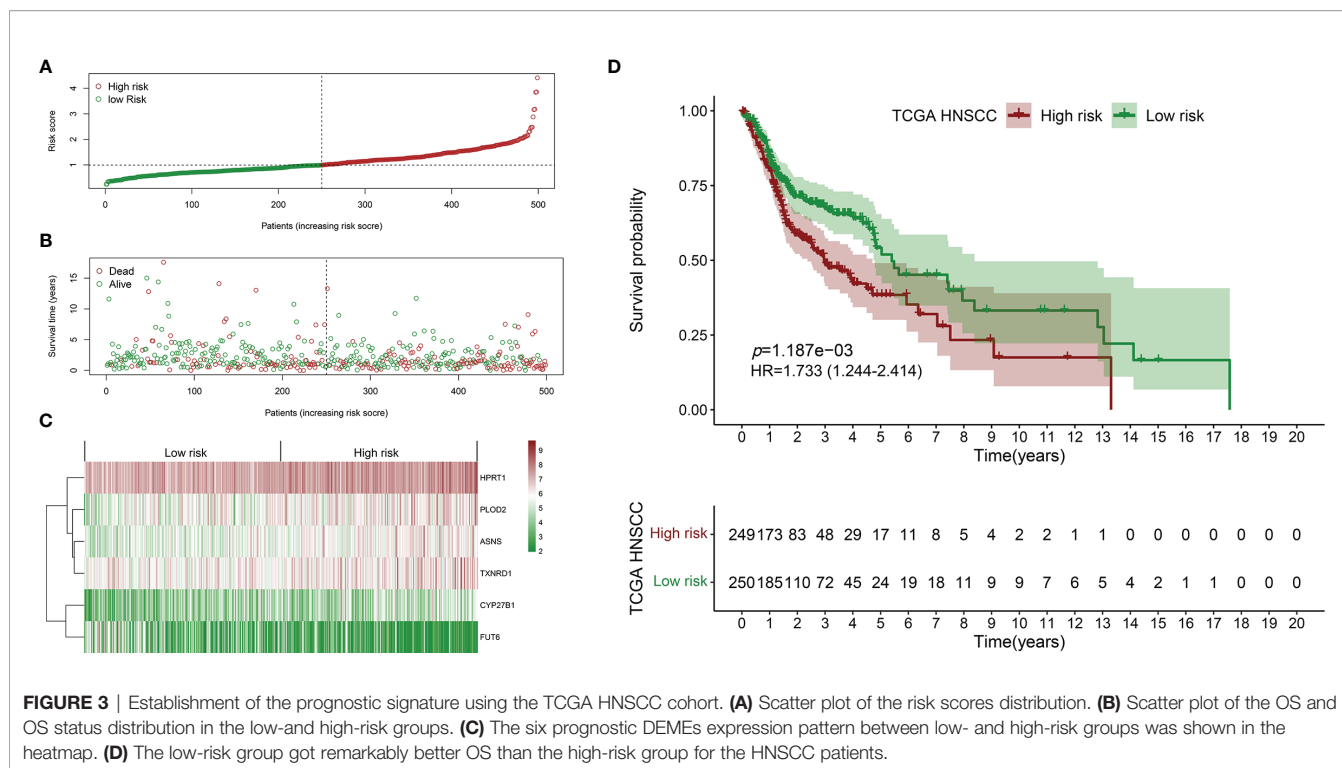 A
High risk
low Risk
Risk score
4
3
2
1
0 100 200 300 400 500
Patients (increasing risk socre)
B
Dead
Alive
Survival time (years)
15
10
5
0
0 100 200 300 400 500
Patients (increasing risk socre)
C
Low risk High risk
HPRT1
PLOD2
ASNS
TXNRD1
CYP27B1
FUT6
9
8
7
6
5
4
3
2
D
TCGA HNSCC High risk Low risk
Survival probability
1.00
0.75
0.50
0.25
0.00
p=1.187e−03
HR=1.733 (1.244-2.414)
0 1 2 3 4 5 6 7 8 9 10 11 12 13 14 15 16 17 18 19 20
Time(years)
TCGA HNSCC
High risk 249 173 83 48 29 17 11 8 5 4 2 2 1 1 0 0 0 0 0 0 0
Low risk 250 185 110 72 45 24 19 18 11 9 9 7 6 5 4 2 1 1 0 0 0
0 1 2 3 4 5 6 7 8 9 10 11 12 13 14 15 16 17 18 19 20
Time(years)
FIGURE 3 | Establishment of the prognostic signature using the TCGA HNSCC cohort. (A) Scatter plot of the risk scores distribution. (B) Scatter plot of the OS and
OS status distribution in the low-and high-risk groups. (C) The six prognostic DEMEs expression pattern between low- and high-risk groups was shown in the
heatmap. (D) The low-risk group got remarkably better OS than the high-risk group for the HNSCC patients.